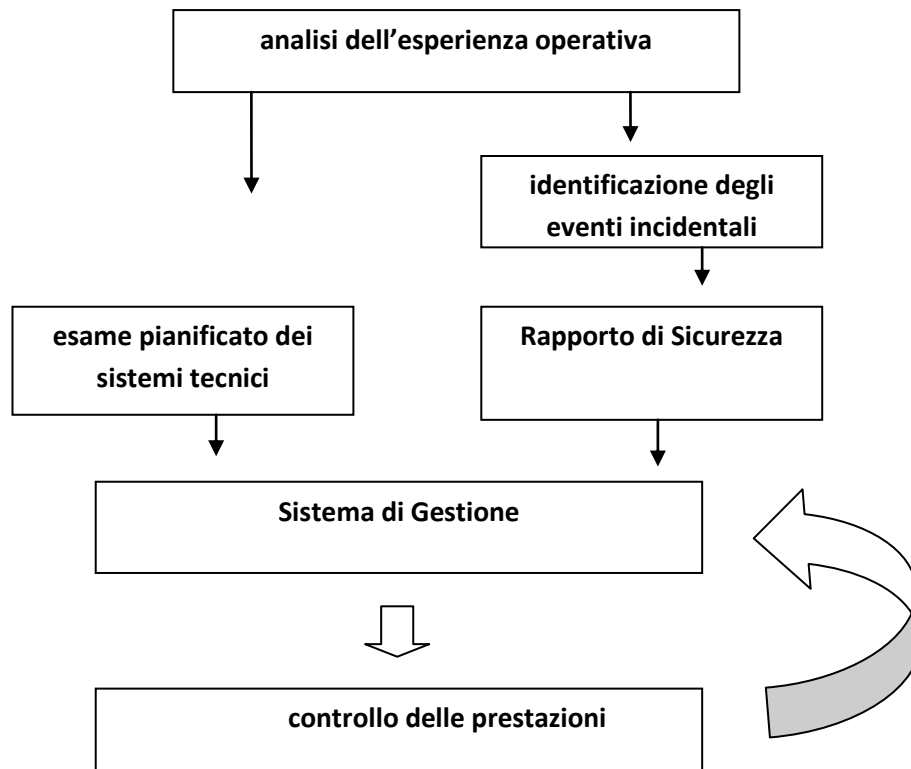 analisi dell’esperienza operativa
identificazione degli
eventi incidentali
esame pianificato dei
sistemi tecnici
Rapporto di Sicurezza
Sistema di Gestione
controllo delle prestazioni